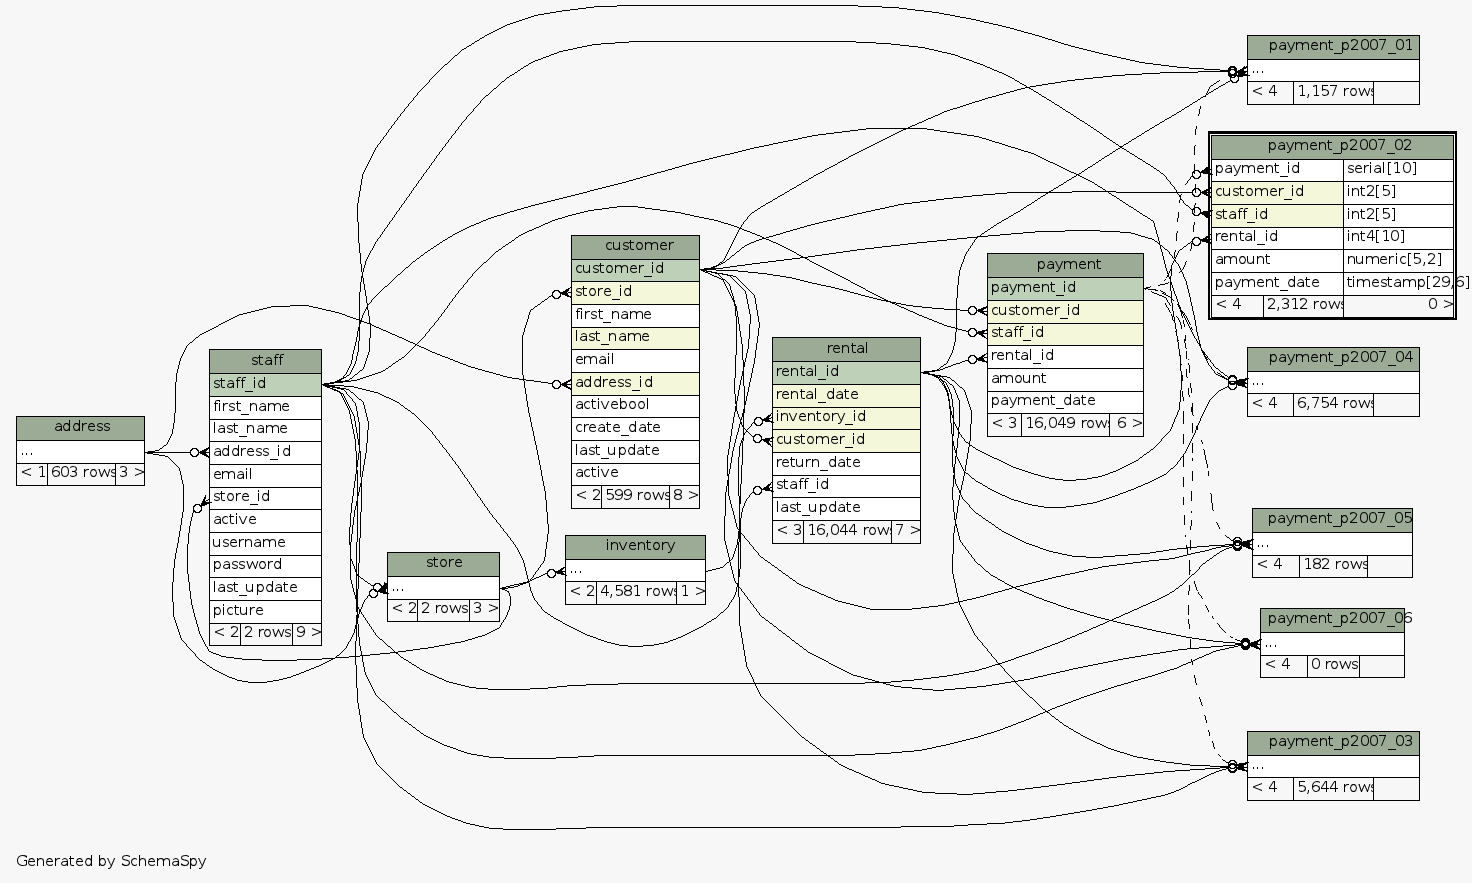 payment_p2007_01
...
< 4 1,157 rows
payment_p2007_02
payment_id serial[10]
customer_id int2[5]
staff_id int2[5]
rental_id int4[10]
amount numeric[5,2]
payment_date timestamp[29,6]
< 4 2,312 rows 0 >
customer
customer_id
store_id
first_name
last_name
email
address_id
activebool
create_date
last_update
active
< 2 599 rows 8 >
payment
payment_id
customer_id
staff_id
rental_id
amount
payment_date
< 3 16,049 rows 6 >
rental
rental_id
rental_date
inventory_id
customer_id
return_date
staff_id
last_update
< 3 16,044 rows 7 >
payment_p2007_04
...
< 4 6,754 rows
staff
staff_id
first_name
last_name
address_id
email
store_id
active
username
password
last_update
picture
< 2 2 rows 9 >
address
...
< 1 603 rows 3 >
payment_p2007_05
...
< 4 182 rows
inventory
...
< 2 4,581 rows 1 >
store
...
< 2 2 rows 3 >
payment_p2007_06
...
< 4 0 rows
payment_p2007_03
...
< 4 5,644 rows
Generated by SchemaSpy